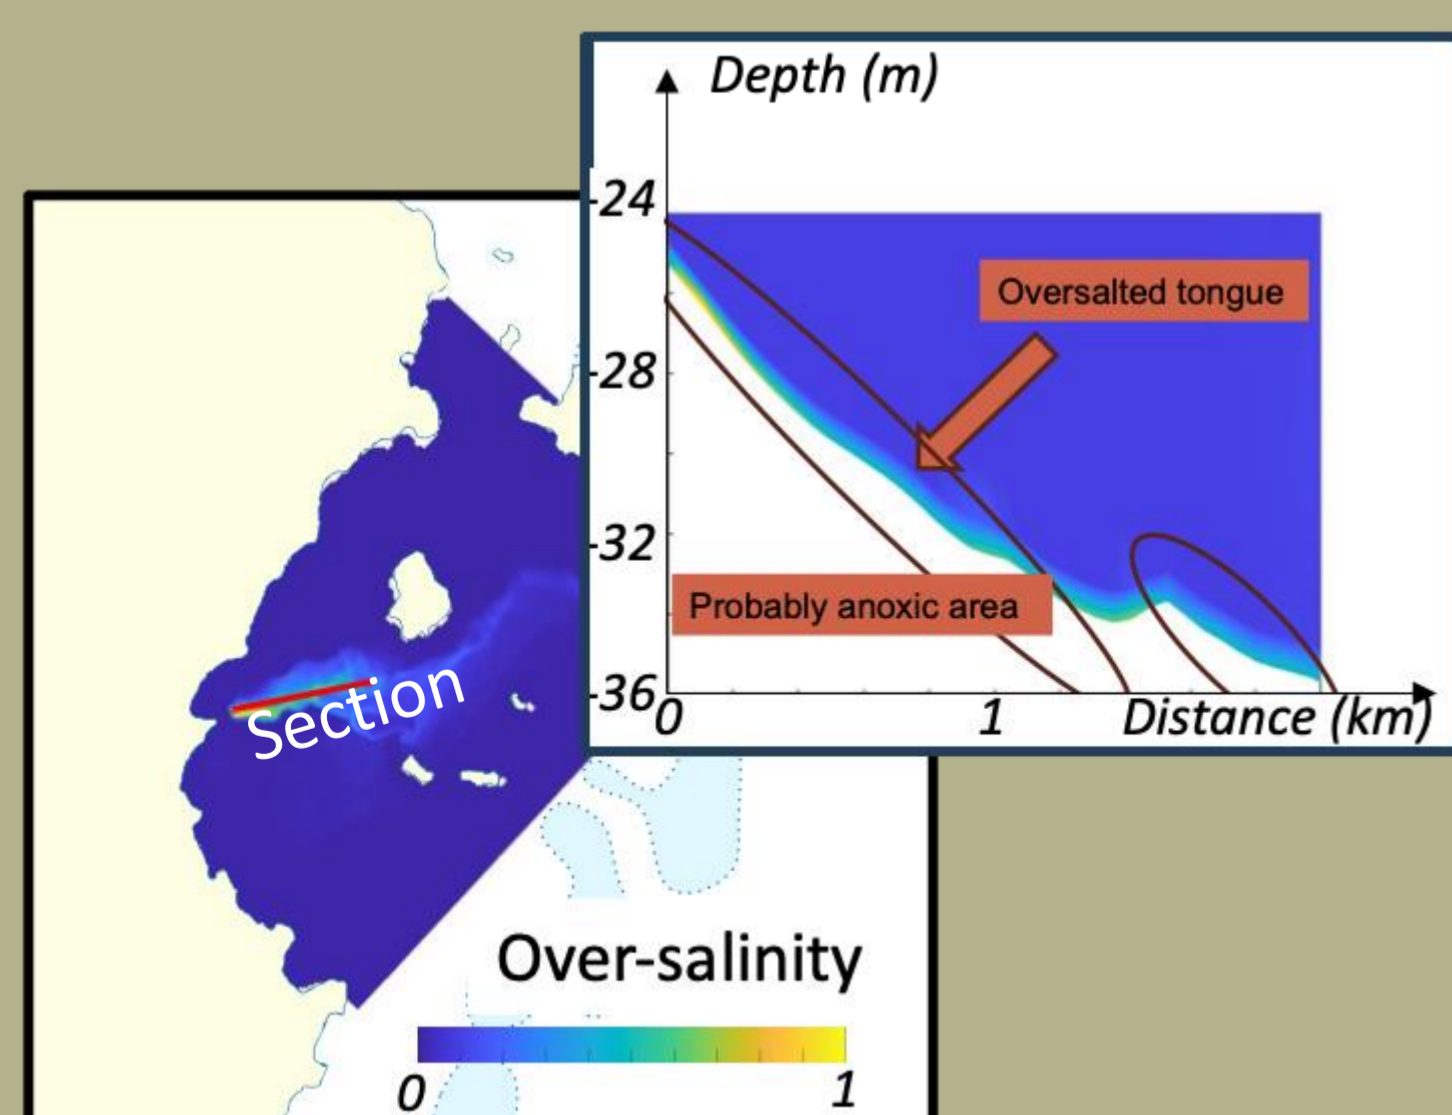 Depth (m)
-24
Oversalted tongue
-28
-32
Probably anoxic area
-36
0
1
Distance (km)
Section
Over-salinity
0
1